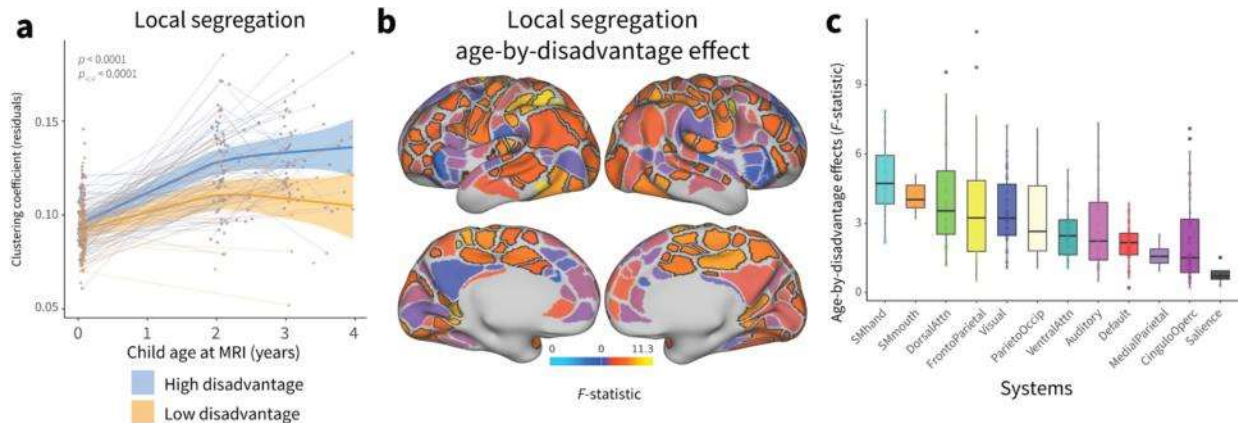 a
Local segregation
p < 0.0001
< 0.0001
0.15
0.10
0.05
Clustering coefficient (residuals)
0
1
2
3
4
Child age at MRI (years)
High disadvantage
Low disadvantage
b
Local segregation
age-by-disadvantage effect
0
0
11.3
F-statistic
c
Age-by-disadvantage effects (F-statistic)
9
6
3
0
SMhand
SMmouth
DorsalAttn
FrontoParietal
Visual
ParietoOccip
VentralAttn
Auditory
Default
MedialParietal
CinguloOperc
Salience
Systems